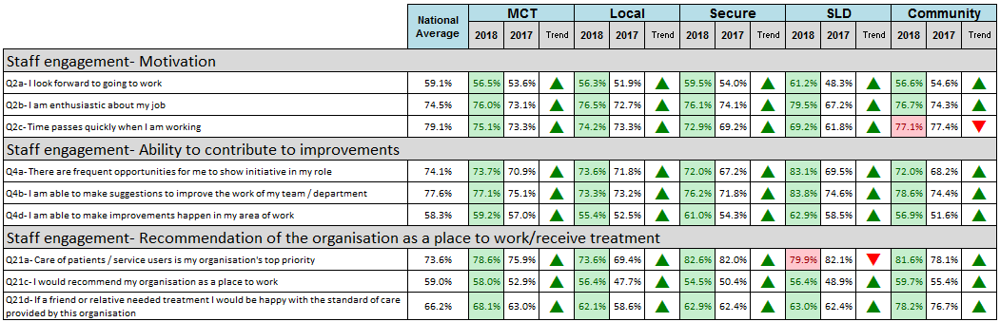 National Average MCT Local Secure SLD Community
2018 2017 Trend 2018 2017 Trend 2018 2017 Trend 2018 2017 Trend 2018 2017 Trend
Staff engagement- Motivation
Q2a- I look forward to going to work 59.1% 56.5% 53.6% 56.3% 51.9% 59.5% 54.0% 61.2% 48.3% 56.6% 54.6%
Q2b- I am enthusiastic about my job 74.5% 76.0% 73.1% 76.5% 72.7% 76.1% 74.1% 79.5% 67.2% 76.7% 74.3%
Q2c- Time passes quickly when I am working 79.1% 75.1% 73.3% 74.2% 73.3% 72.9% 69.2% 69.2% 61.8% 77.1% 77.4%
Staff engagement- Ability to contribute to improvements
Q4a- There are frequent opportunities for me to show initiative in my role 74.1% 73.7% 70.9% 73.6% 71.8% 72.0% 67.2% 83.1% 69.5% 72.0% 68.2%
Q4b- I am able to make suggestions to improve the work of my team / department 77.6% 77.1% 75.1% 73.3% 73.2% 76.2% 71.8% 83.8% 74.6% 78.6% 74.4%
Q4d- I am able to make improvements happen in my area of work 58.3% 59.2% 57.0% 55.4% 52.5% 61.0% 54.3% 62.9% 58.5% 56.9% 51.6%
Staff engagement- Recommendation of the organisation as a place to work/receive treatment
Q21a- Care of patients / service users is my organisation's top priority 73.6% 78.6% 75.9% 73.6% 69.4% 82.6% 82.0% 79.9% 82.1% 81.6% 78.1%
Q21c- I would recommend my organisation as a place to work 59.0% 58.0% 52.9% 56.4% 47.7% 54.5% 50.4% 56.4% 48.9% 59.7% 55.4%
Q21d- If a friend or relative needed treatment I would be happy with the standard of care
provided by this organisation 66.2% 68.1% 63.0% 62.1% 58.6% 62.9% 62.4% 63.0% 62.4% 78.2% 76.7%